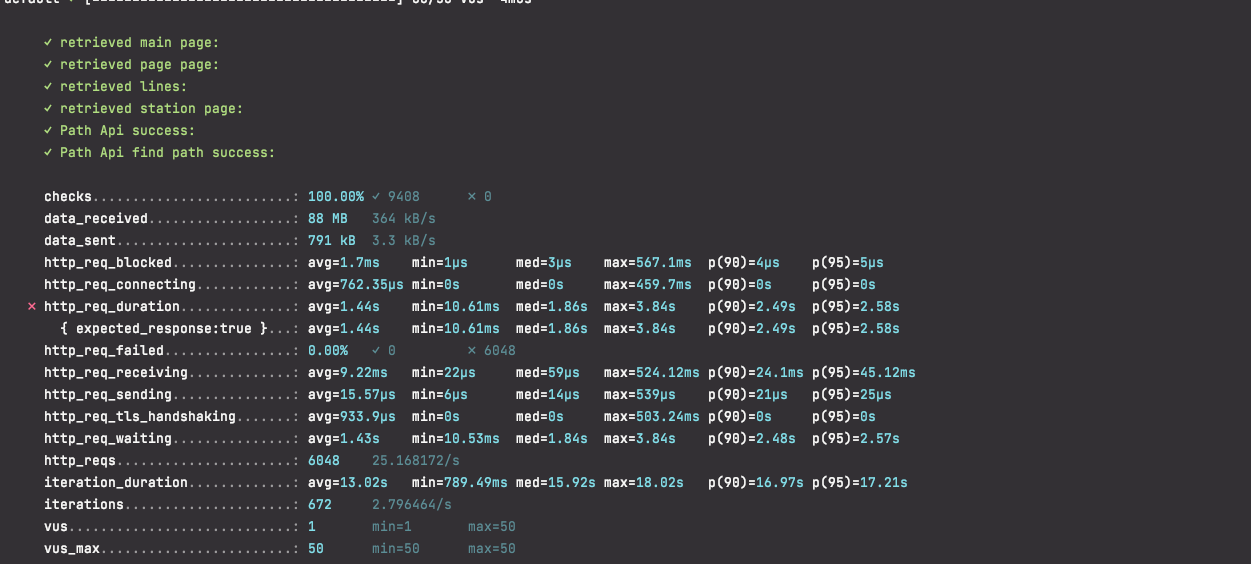 ✓ retrieved main page:
✓ retrieved page page:
✓ retrieved lines:
✓ retrieved station page:
✓ Path Api success:
✓ Path Api find path success:
checks.........................: 100.00% ✓ 9408 ✗ 0
data_received..................: 88 MB 364 kB/s
data_sent......................: 791 kB 3.3 kB/s
http_req_blocked...............: avg=1.7ms min=1µs med=3µs max=567.1ms p(90)=4µs p(95)=5µs
http_req_connecting............: avg=762.35µs min=0s med=0s max=459.7ms p(90)=0s p(95)=0s
✗ http_req_duration..............: avg=1.44s min=10.61ms med=1.86s max=3.84s p(90)=2.49s p(95)=2.58s
{ expected_response:true }...: avg=1.44s min=10.61ms med=1.86s max=3.84s p(90)=2.49s p(95)=2.58s
http_req_failed................: 0.00% ✓ 0 ✗ 6048
http_req_receiving.............: avg=9.22ms min=22µs med=59µs max=524.12ms p(90)=24.1ms p(95)=45.12ms
http_req_sending...............: avg=15.57µs min=6µs med=14µs max=539µs p(90)=21µs p(95)=25µs
http_req_tls_handshaking.......: avg=933.9µs min=0s med=0s max=503.24ms p(90)=0s p(95)=0s
http_req_waiting...............: avg=1.43s min=10.53ms med=1.84s max=3.84s p(90)=2.48s p(95)=2.57s
http_reqs......................: 6048 25.168172/s
iteration_duration.............: avg=13.02s min=789.49ms med=15.92s max=18.02s p(90)=16.97s p(95)=17.21s
iterations.....................: 672 2.796464/s
vus............................: 1 min=1 max=50
vus_max........................: 50 min=50 max=50